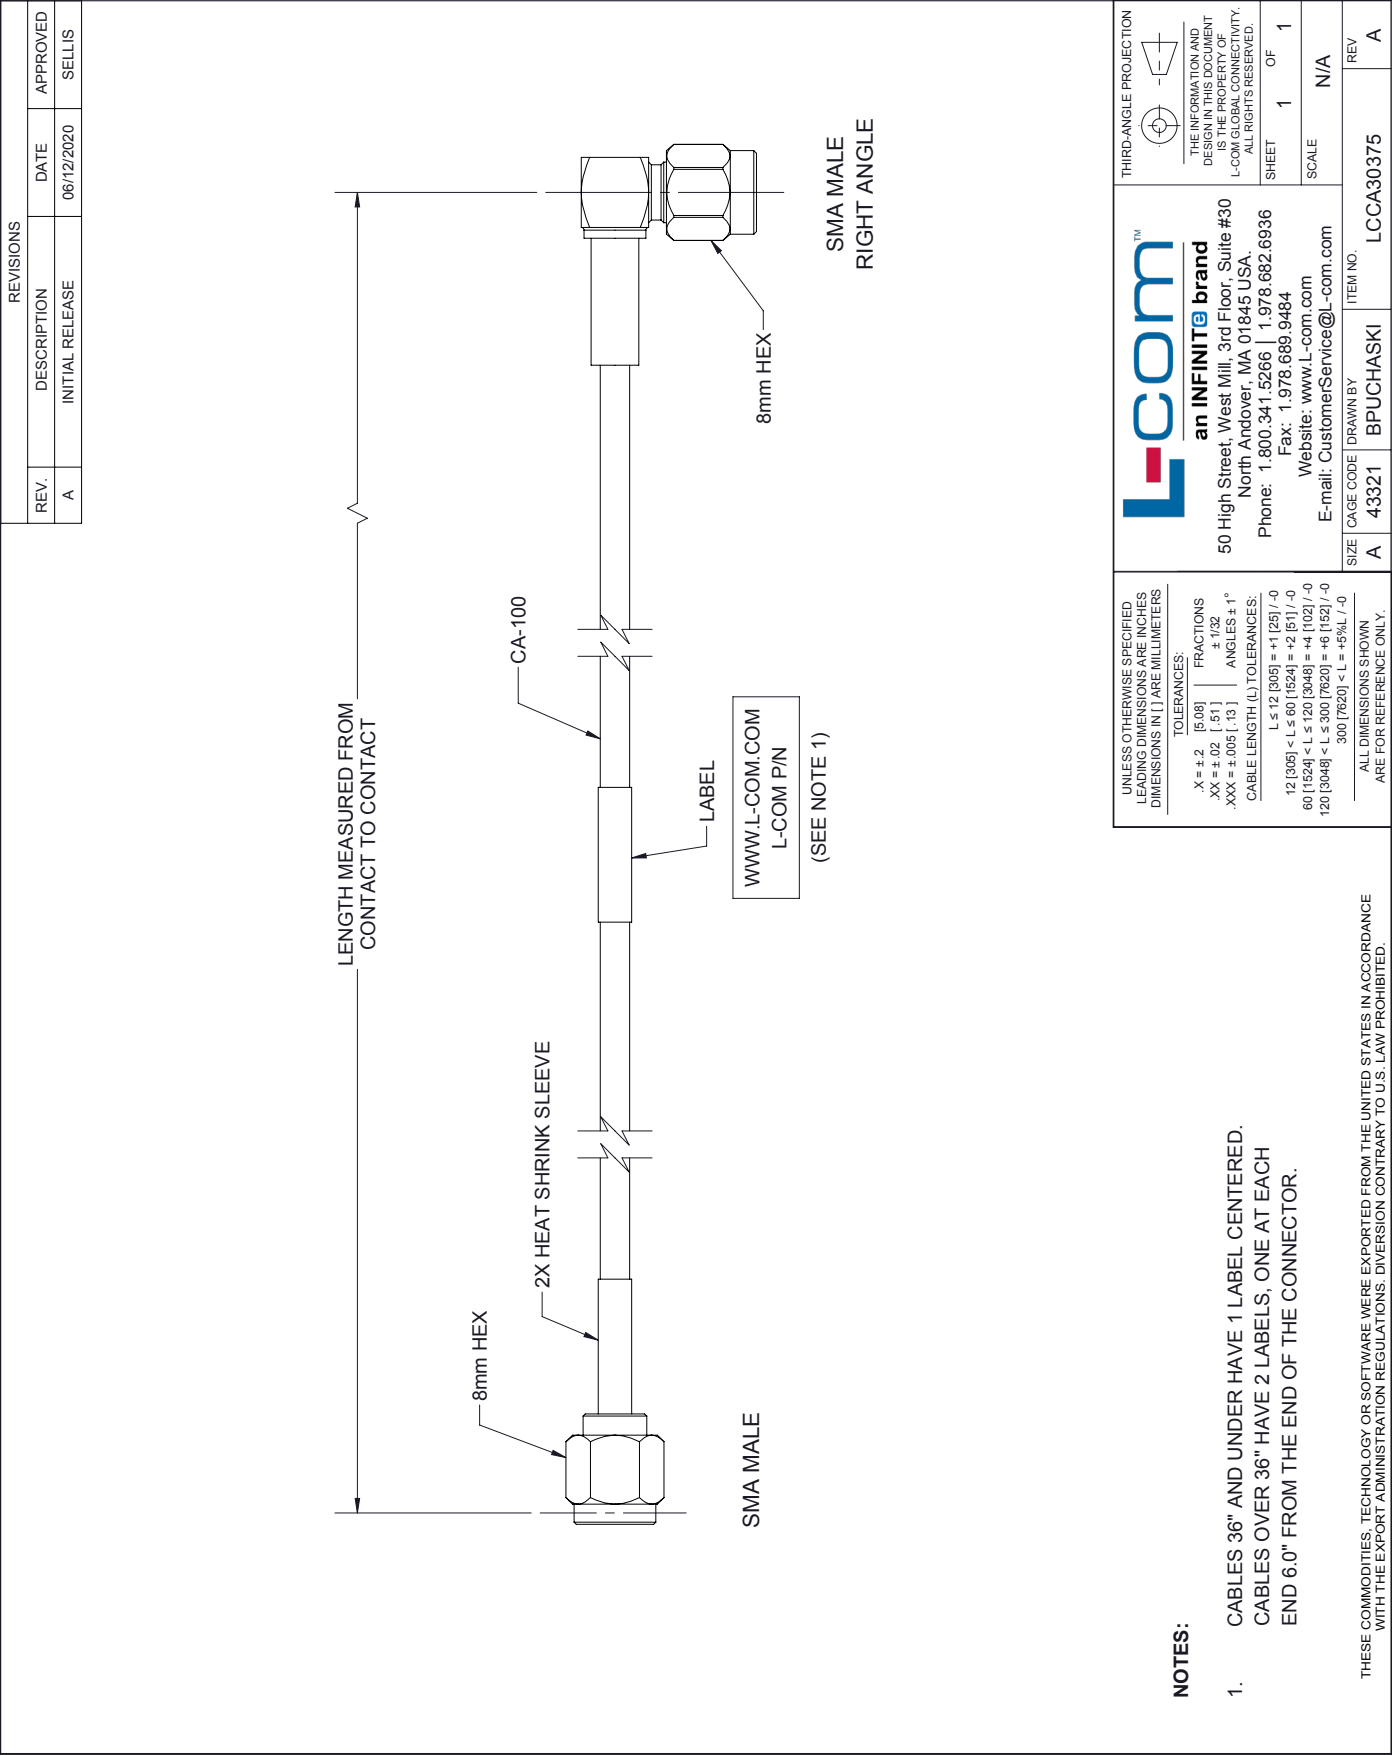 REVISIONS
REV. DESCRIPTION DATE APPROVED
A INITIAL RELEASE 06/12/2020 SELLIS
LENGTH MEASURED FROM
CONTACT TO CONTACT
8mm HEX
2X HEAT SHRINK SLEEVE
CA-100
LABEL
WWW.L-COM.COM
L-COM P/N
(SEE NOTE 1)
8mm HEX
SMA MALE
SMA MALE
RIGHT ANGLE
NOTES:
1. CABLES 36" AND UNDER HAVE 1 LABEL CENTERED.
CABLES OVER 36" HAVE 2 LABELS, ONE AT EACH
END 6.0" FROM THE END OF THE CONNECTOR.
THESE COMMODITIES, TECHNOLOGY OR SOFTWARE WERE EXPORTED FROM THE UNITED STATES IN ACCORDANCE
WITH THE EXPORT ADMINISTRATION REGULATIONS. DIVERSION CONTRARY TO U.S. LAW PROHIBITED.
UNLESS OTHERWISE SPECIFIED
LEADING DIMENSIONS ARE INCHES
DIMENSIONS IN [ ] ARE MILLIMETERS
TOLERANCES:
.X = ±.2 [5.08] FRACTIONS
.XX = ±.02 [.51] ± 1/32
.XXX = ±.005 [.13] ANGLES ± 1°
CABLE LENGTH (L) TOLERANCES:
L ≤ 12 [305] = +1 [25] / -0
12 [305] < L ≤ 60 [1524] = +2 [51] / -0
60 [1524] < L ≤ 120 [3048] = +4 [102] / -0
120 [3048] < L ≤ 300 [7620] = +6 [152] / -0
300 [7620] < L = +5%L / -0
ALL DIMENSIONS SHOWN
ARE FOR REFERENCE ONLY.
L-com™
an INFINITe brand
50 High Street, West Mill, 3rd Floor, Suite #30
North Andover, MA 01845 USA.
Phone: 1.800.341.5266 | 1.978.682.6936
Fax: 1.978.689.9484
Website: www.L-com.com
E-mail: CustomerService@L-com.com
THIRD-ANGLE PROJECTION
THE INFORMATION AND
DESIGN IN THIS DOCUMENT
IS THE PROPERTY OF
L-COM GLOBAL CONNECTIVITY.
ALL RIGHTS RESERVED.
SHEET 1 OF 1
SCALE N/A
SIZE CAGE CODE DRAWN BY ITEM NO. REV
A 43321 BPUCHASKI LCCA30375 A